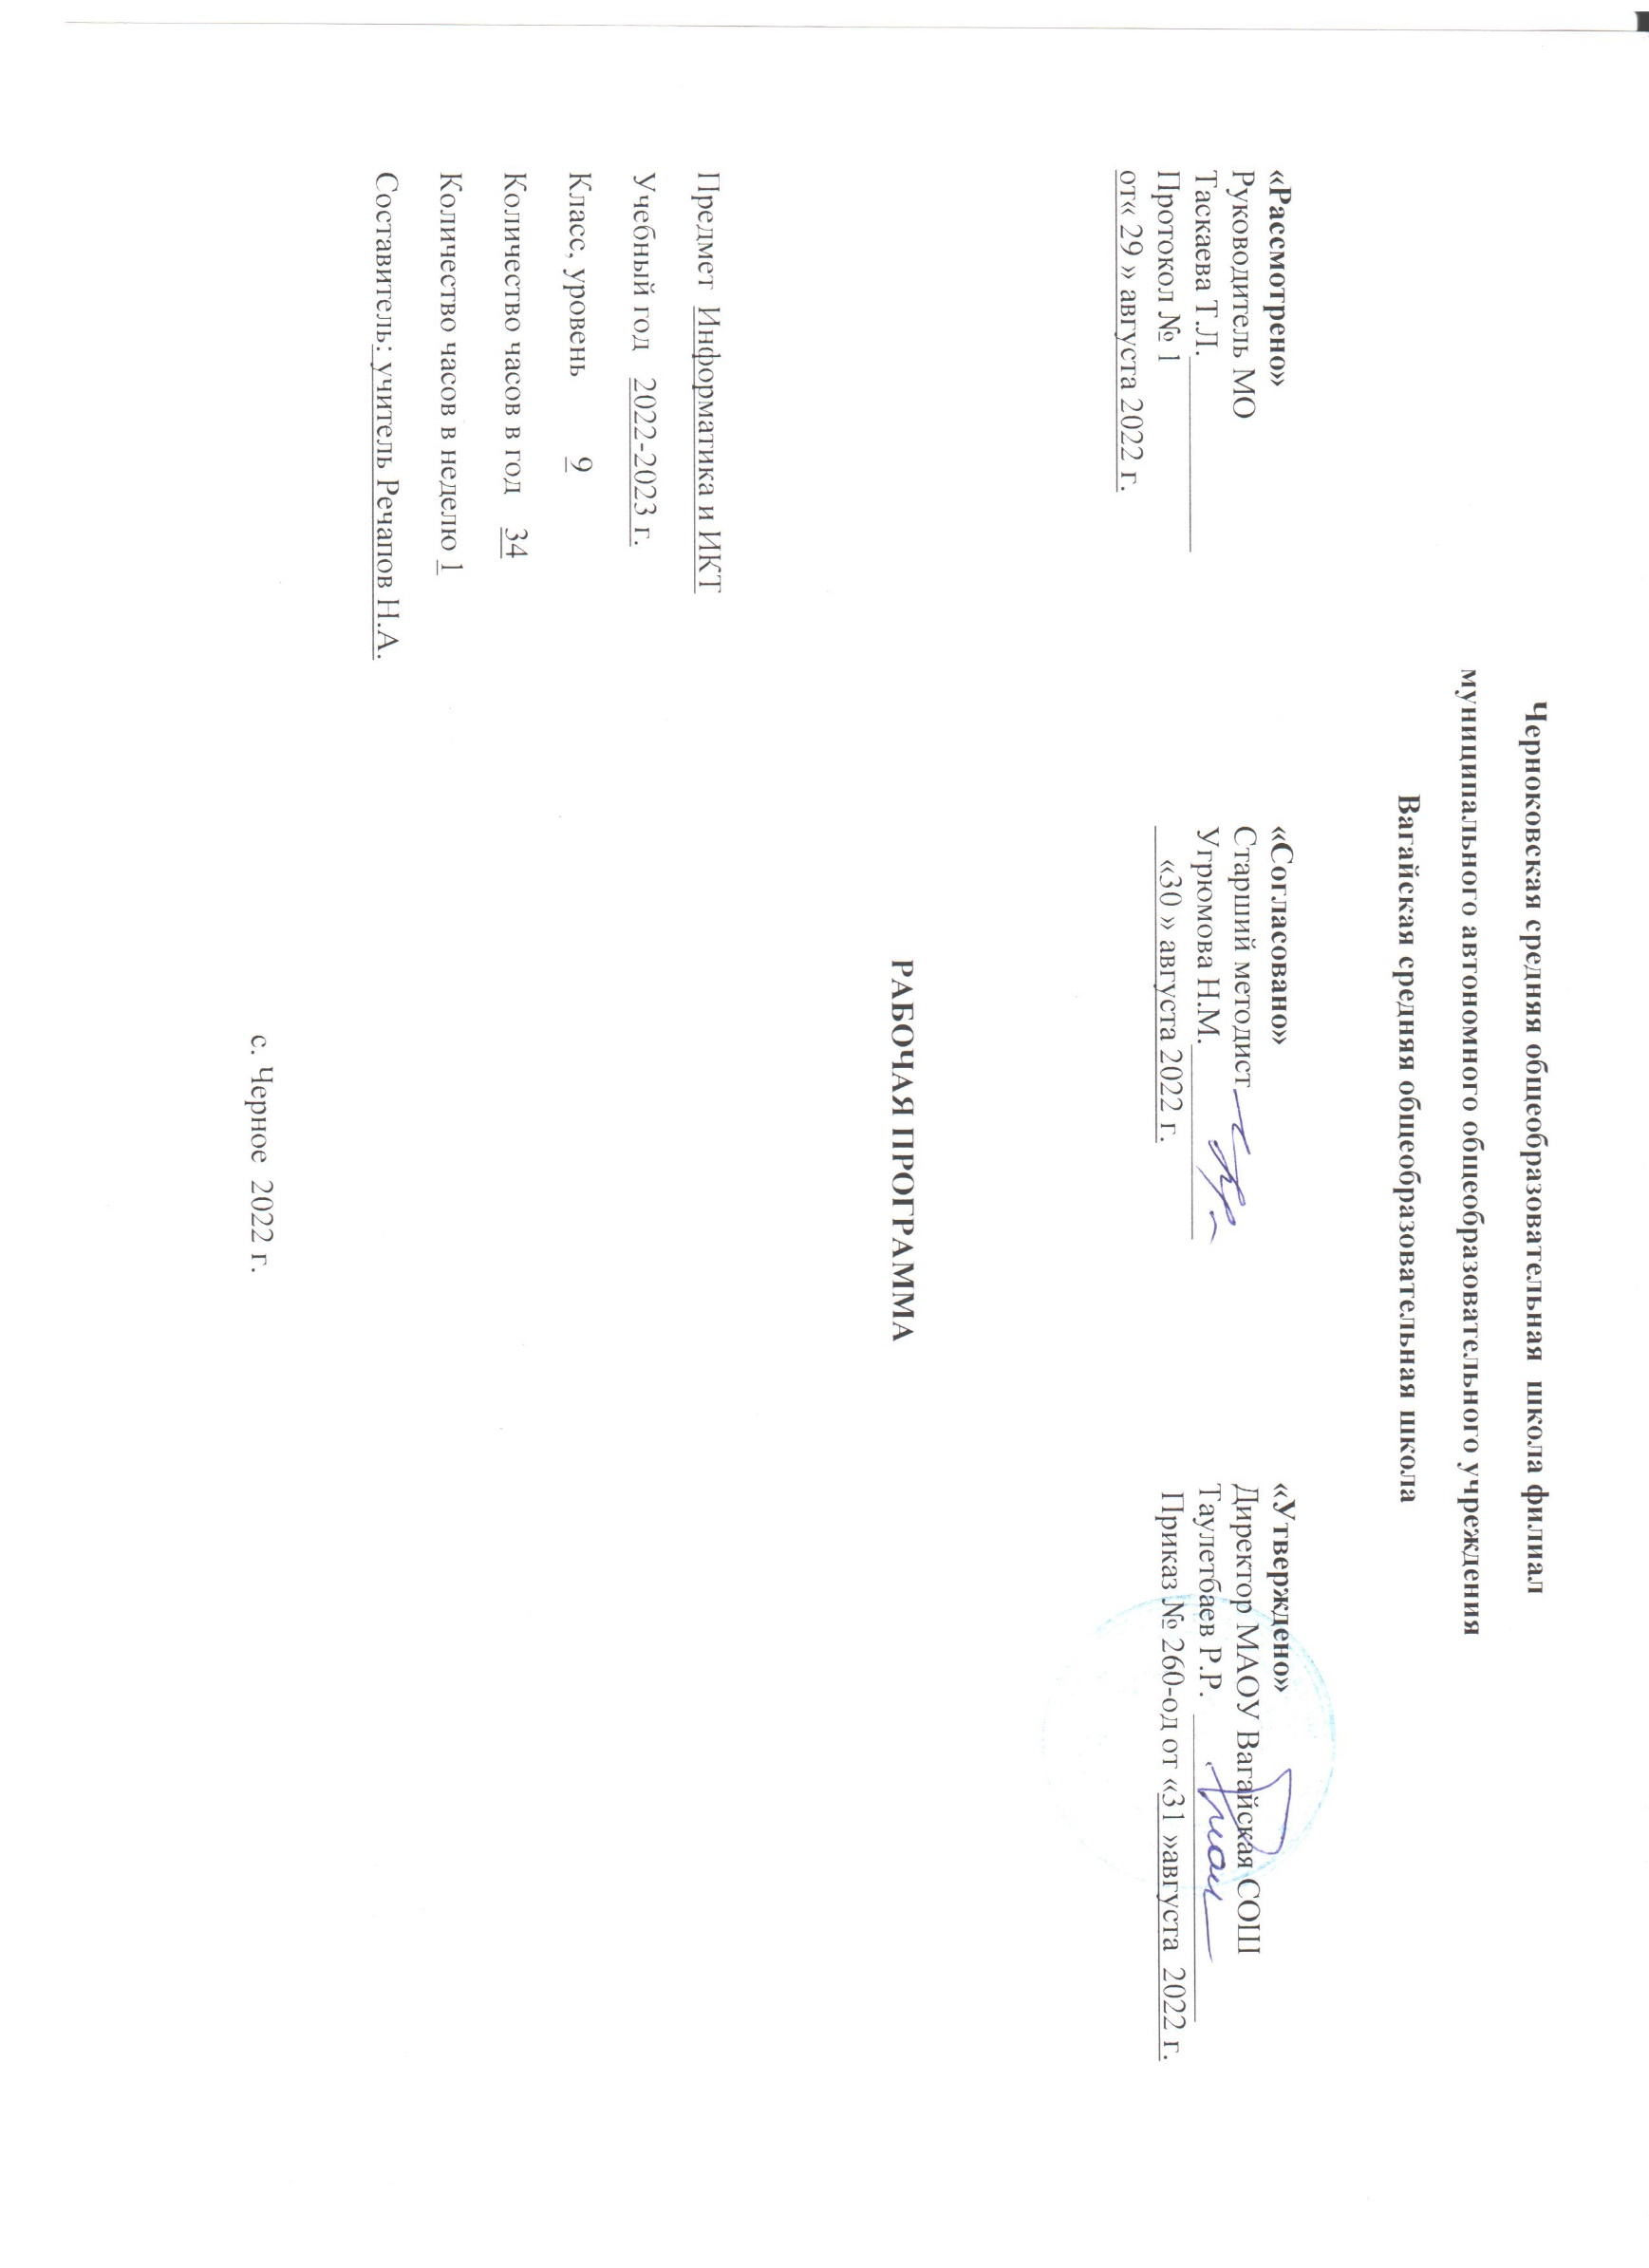 Черноковская средняя общеобразовательная школа филиал
муниципального автономного общеобразовательного учреждения
Вагайская средняя общеобразовательная школа
«Рассмотрено»
Руководитель МО
Таскаева Т.Л.
Протокол № 1
от« 29 » августа 2022 г.
«Согласовано»
Старший методист
Угрюмова Н.М.
«30 » августа 2022 г.
«Утверждено»
Директор МАОУ Вагайская СОШ
Таулетбаев Р.Р.
Приказ № 260-од от «31 »августа 2022 г.
РАБОЧАЯ ПРОГРАММА
Предмет Информатика и ИКТ
Учебный год 2022-2023 г.
Класс, уровень 9
Количество часов в год 34
Количество часов в неделю 1
Составитель: учитель Речапов Н.А.
с. Черное 2022 г.